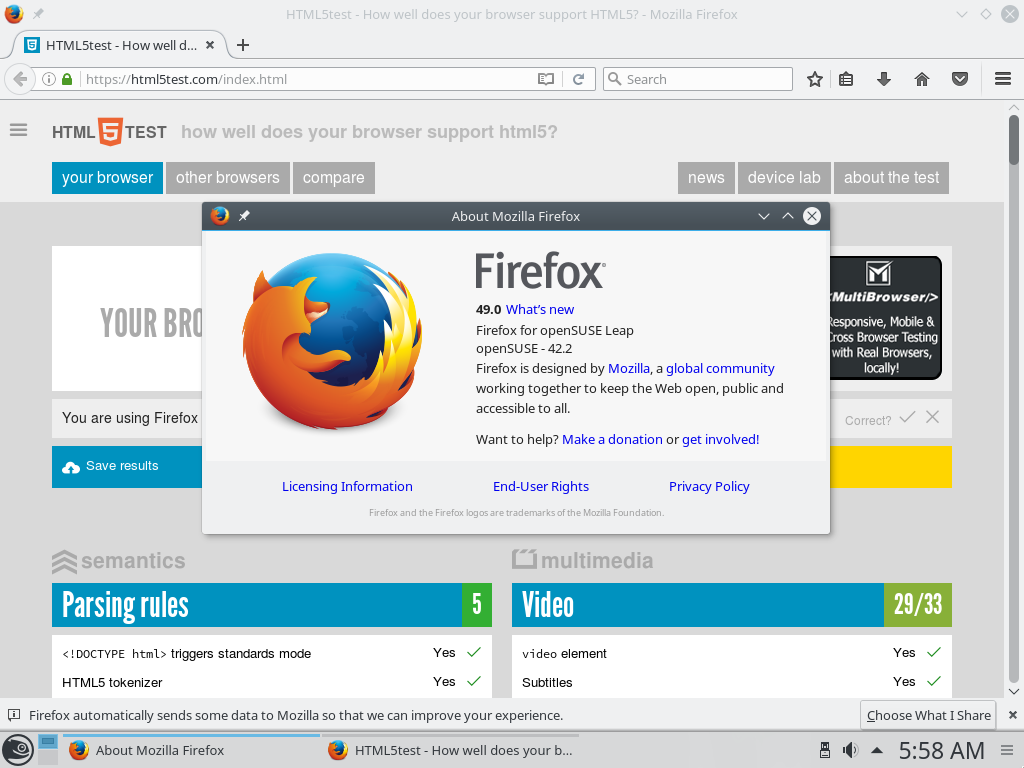 HTML5test - How well does your browser support HTML5? - Mozilla Firefox
HTML5test - How well d...
https://html5test.com/index.html
Search
HTML 5 TEST how well does your browser support html5?
your browser other browsers compare news device lab about the test
About Mozilla Firefox
YOUR BRO
Firefox
49.0 What's new
Firefox for openSUSE Leap
openSUSE - 42.2
Firefox is designed by Mozilla, a global community
working together to keep the Web open, public and
accessible to all.
Want to help? Make a donation or get involved!
Licensing Information End-User Rights Privacy Policy
Firefox and the Firefox logos are trademarks of the Mozilla Foundation.
MultiBrowser/>
Responsive, Mobile &
Cross Browser Testing
with Real Browsers,
locally!
You are using Firefox
Correct?
Save results
semantics
Parsing rules 5
<!DOCTYPE html> triggers standards mode Yes
HTML5 tokenizer Yes
multimedia
Video 29/33
video element Yes
Subtitles Yes
Firefox automatically sends some data to Mozilla so that we can improve your experience.
Choose What I Share
About Mozilla Firefox
HTML5test - How well does your b...
5:58 AM